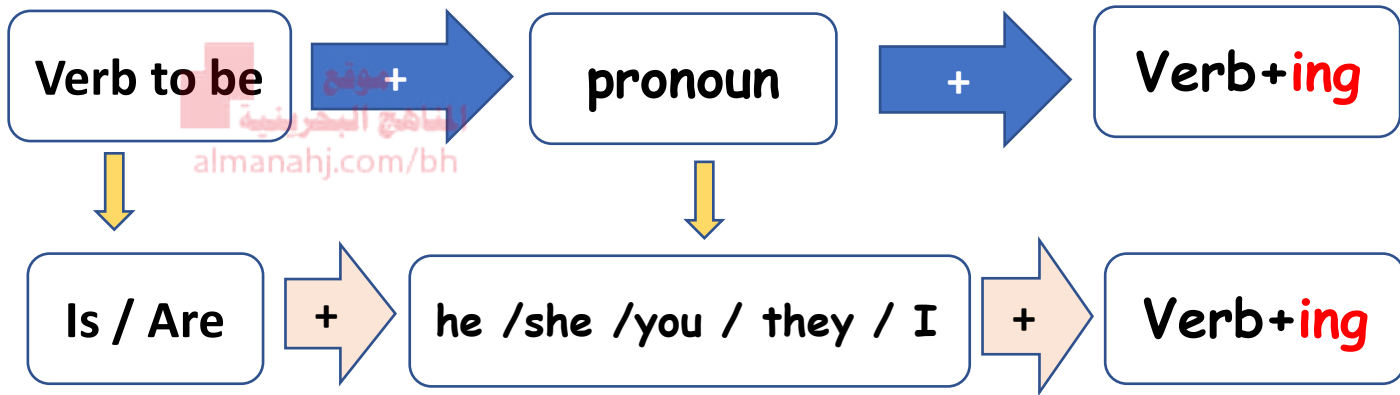 Verb to be + pronoun + Verb+ing
موقع
المناهج البحرينية
almanahj.com/bh
Is / Are + he /she /you / they / I + Verb+ing